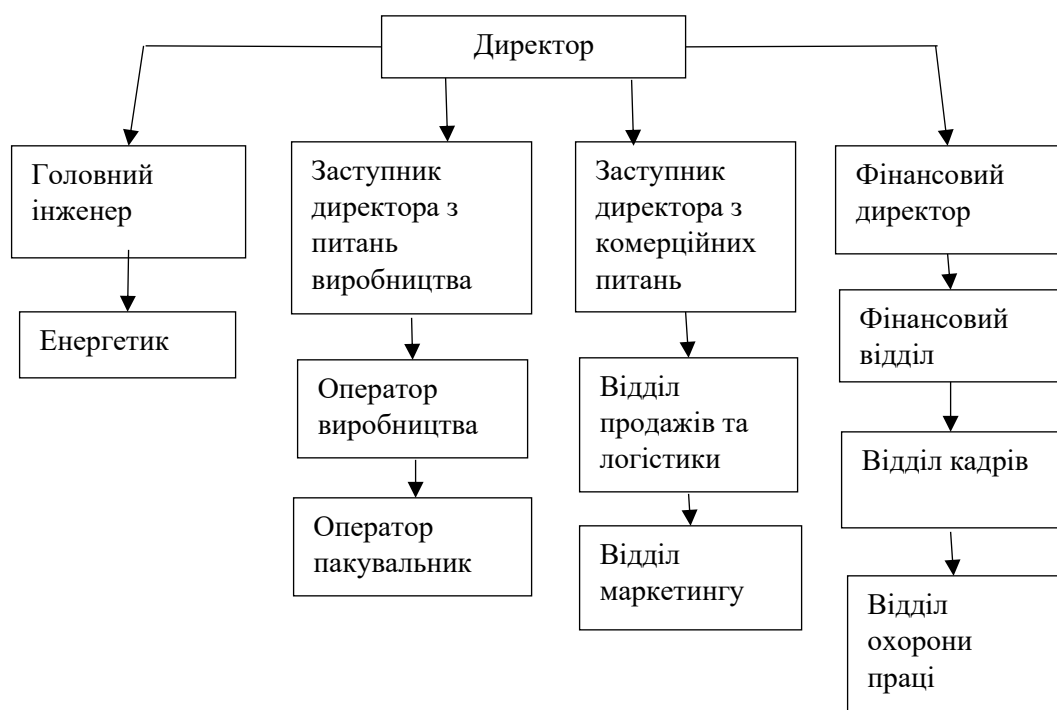 Директор
Головний
інженер
Заступник
директора з
питань
виробництва
Заступник
директора з
комерційних
питань
Фінансовий
директор
Енергетик
Оператор
виробництва
Відділ
продажів та
логістики
Фінансовий
відділ
Оператор
пакувальник
Відділ
маркетингу
Відділ кадрів
Відділ
охорони
праці